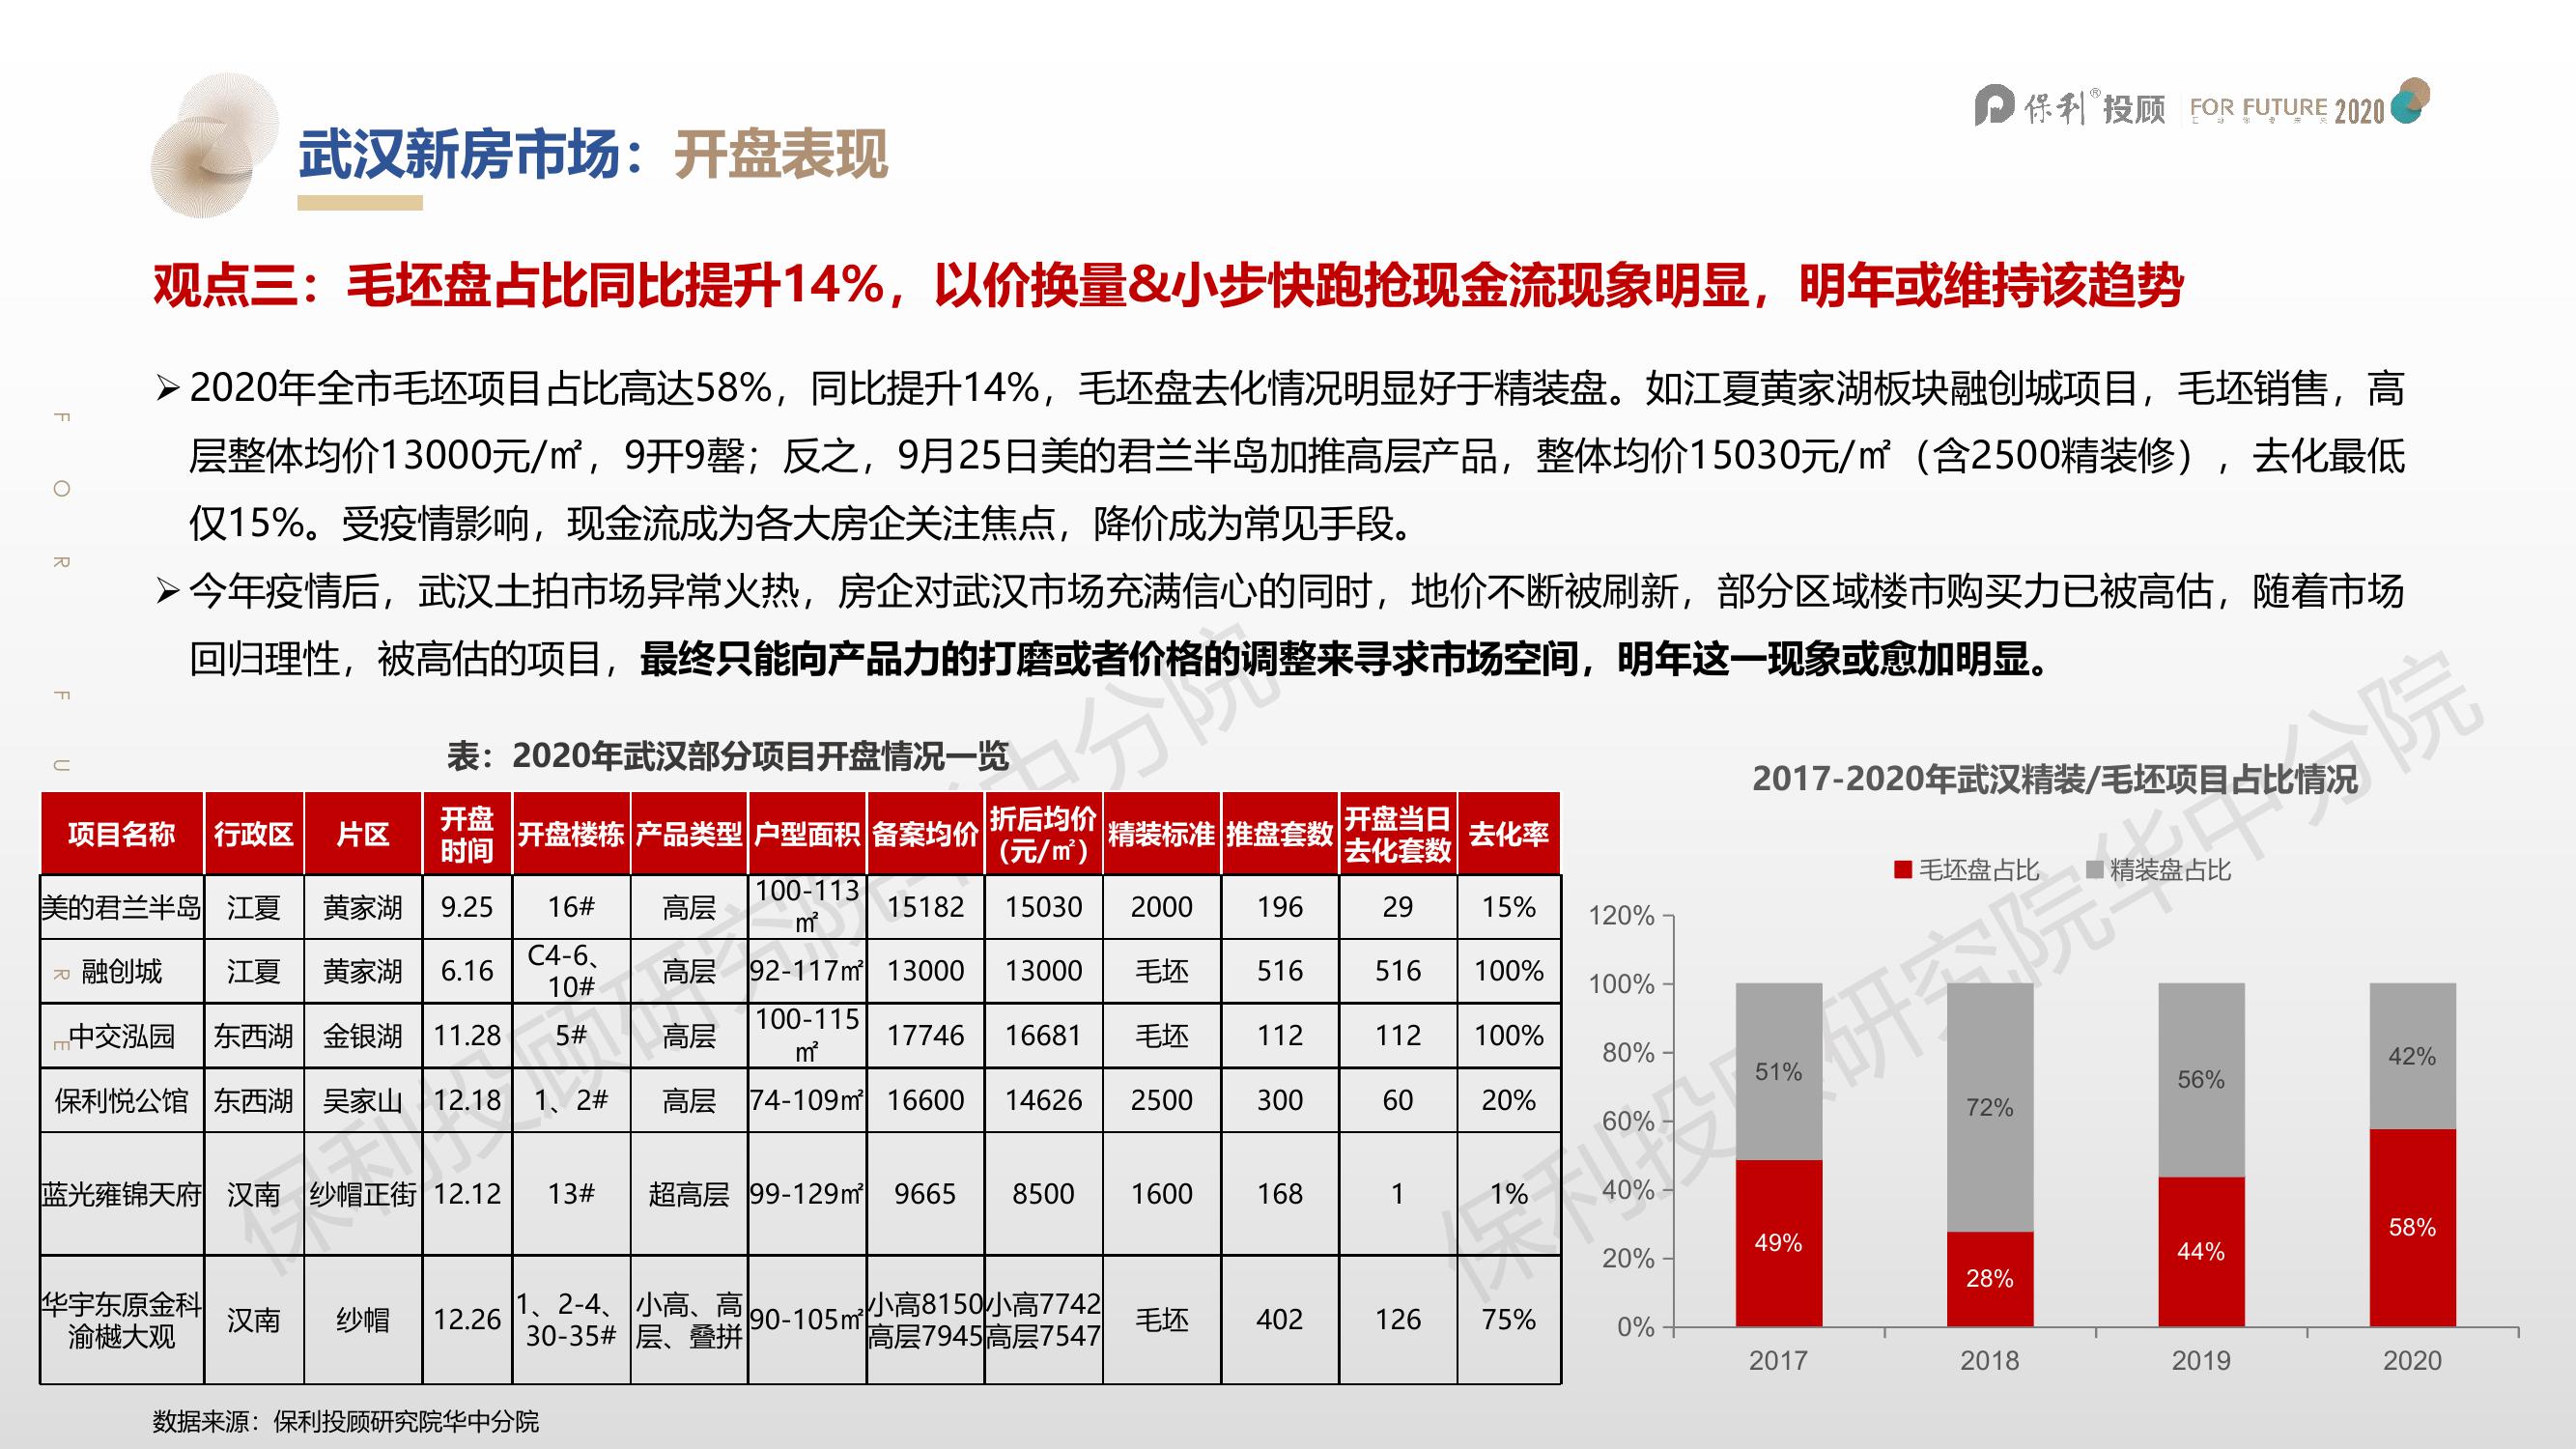 保利®投顾 FOR FUTURE 2020
武汉新房市场：开盘表现
观点三：毛坯盘占比同比提升14%，以价换量&小步快跑抢现金流现象明显，明年或维持该趋势
➢2020年全市毛坯项目占比高达58%，同比提升14%，毛坯盘去化情况明显好于精装盘。如江夏黄家湖板块融创城项目，毛坯销售，高
层整体均价13000元/㎡，9开9罄；反之，9月25日美的君兰半岛加推高层产品，整体均价15030元/㎡（含2500精装修），去化最低
仅15%。受疫情影响，现金流成为各大房企关注焦点，降价成为常见手段。
➢今年疫情后，武汉土拍市场异常火热，房企对武汉市场充满信心的同时，地价不断被刷新，部分区域楼市购买力已被高估，随着市场
回归理性，被高估的项目，最终只能向产品力的打磨或者价格的调整来寻求市场空间，明年这一现象或愈加明显。
FOR FUTURE
表：2020年武汉部分项目开盘情况一览
项目名称 行政区 片区 开盘时间 开盘楼栋 产品类型 户型面积 备案均价 折后均价（元/㎡） 精装标准 推盘套数 开盘当日去化套数 去化率
美的君兰半岛 江夏 黄家湖 9.25 16# 高层 100-113㎡ 15182 15030 2000 196 29 15%
融创城 江夏 黄家湖 6.16 C4-6、10# 高层 92-117㎡ 13000 13000 毛坯 516 516 100%
中交泓园 东西湖 金银湖 11.28 5# 高层 100-115㎡ 17746 16681 毛坯 112 112 100%
保利悦公馆 东西湖 吴家山 12.18 1、2# 高层 74-109㎡ 16600 14626 2500 300 60 20%
蓝光雍锦天府 汉南 纱帽正街 12.12 13# 超高层 99-129㎡ 9665 8500 1600 168 1 1%
华宇东原金科渝樾大观 汉南 纱帽 12.26 1、2-4、30-35# 小高、高层、叠拼 90-105㎡ 小高8150高层7945 小高7742高层7547 毛坯 402 126 75%
2017-2020年武汉精装/毛坯项目占比情况
毛坯盘占比 精装盘占比
120%
100%
80%
60%
40%
20%
0%
51% 72% 56% 42%
49% 28% 44% 58%
2017 2018 2019 2020
数据来源：保利投顾研究院华中分院
保利投顾研究院华中分院
保利投顾研究院华中分院